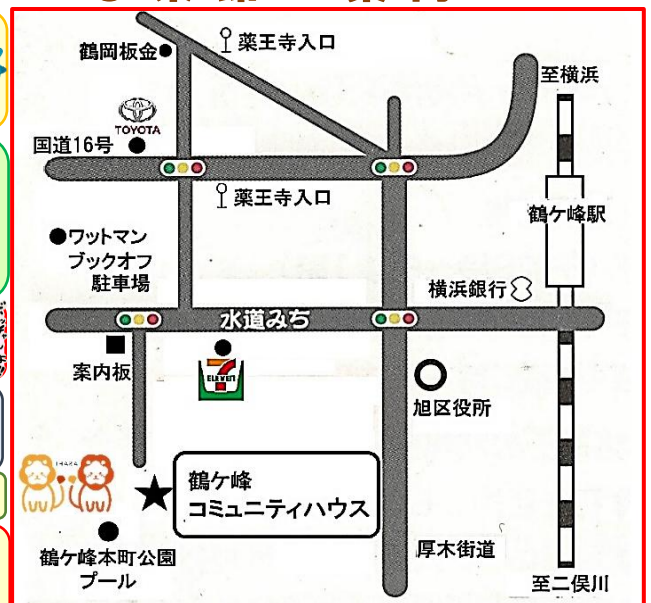 鶴岡板金
薬王寺入口
至横浜
TOYOTA
国道16号
薬王寺入口
鶴ケ峰駅
ワットマン
ブックオフ
駐車場
横浜銀行
水道みち
案内板
7
ELEVEN
旭区役所
鶴ケ峰
コミュニティハウス
鶴ケ峰本町公園
プール
厚木街道
至二俣川